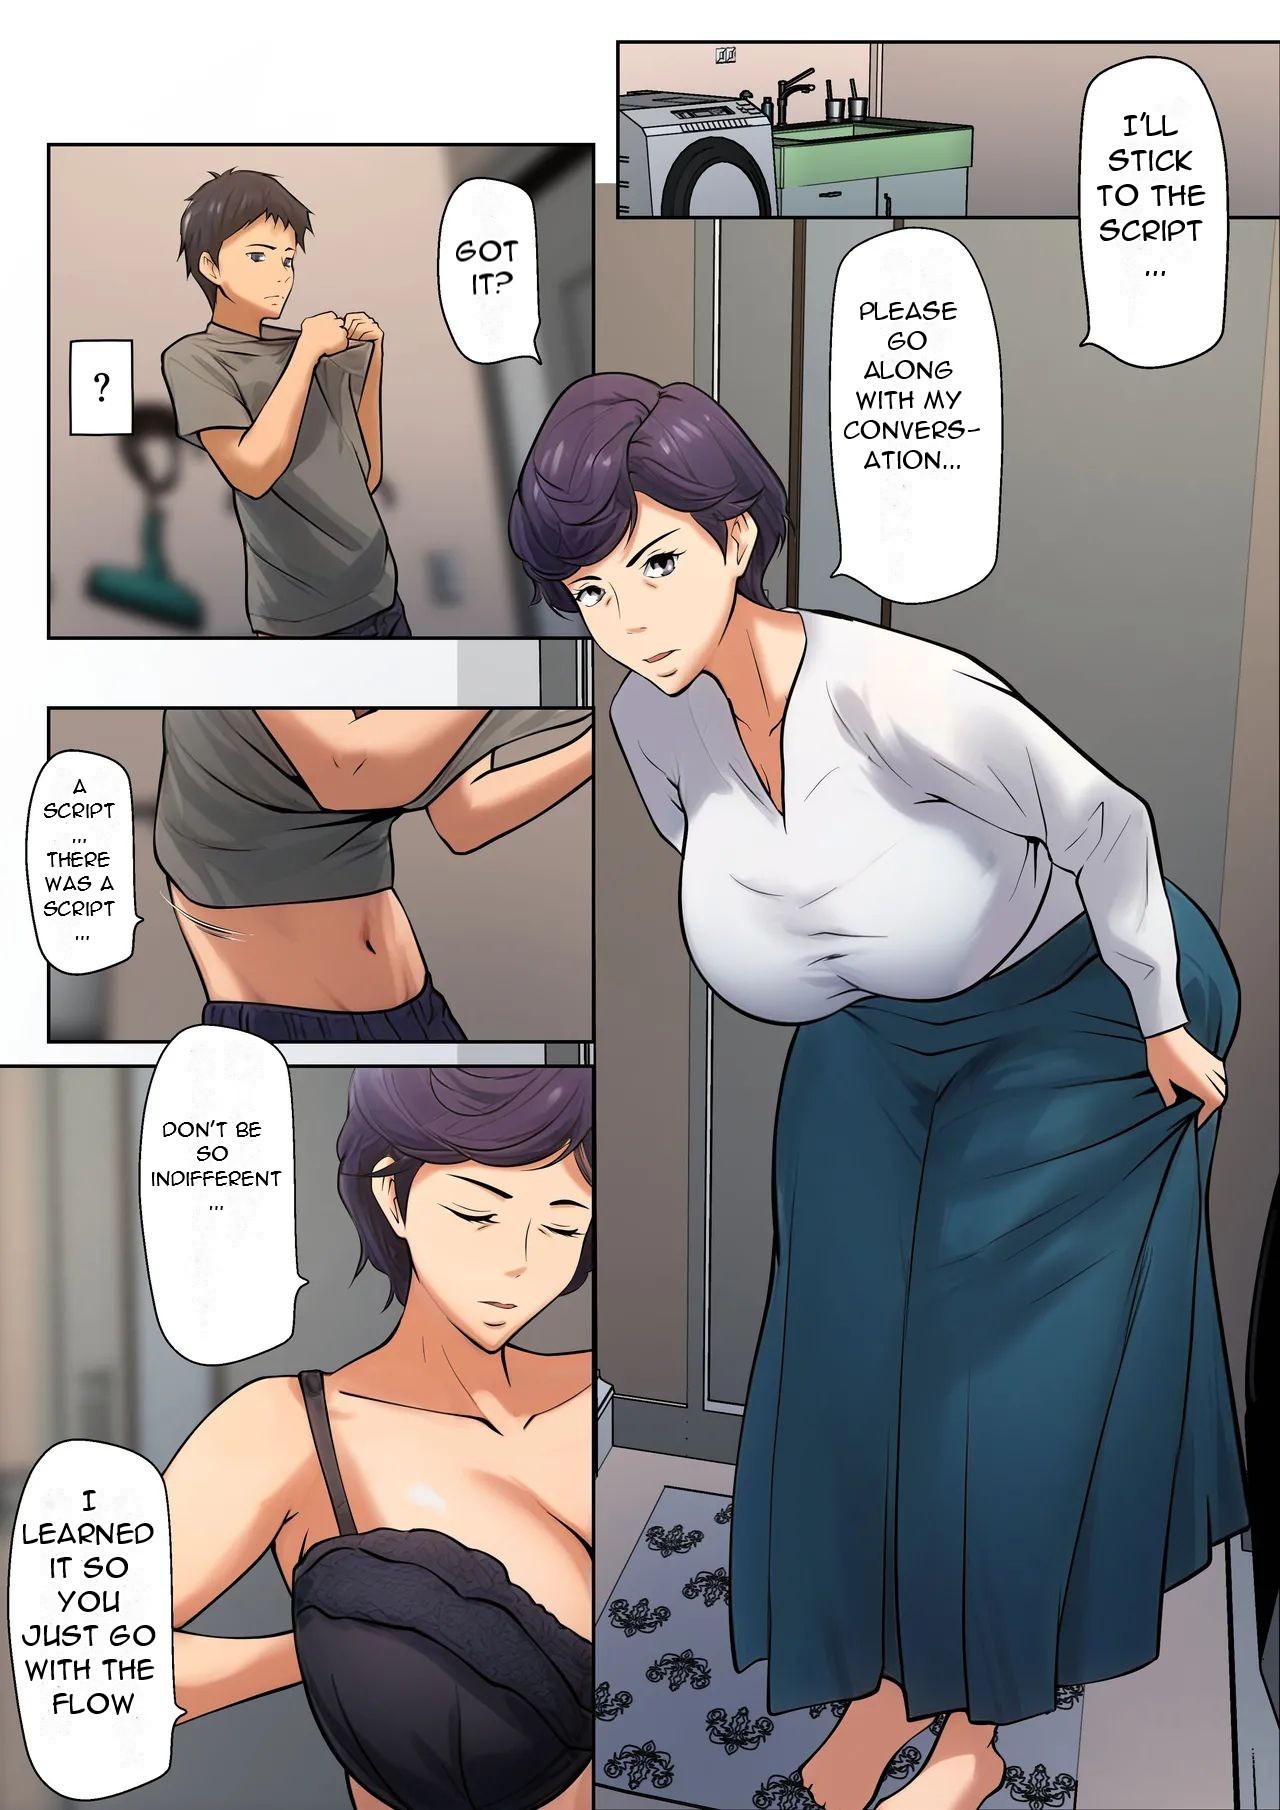 I'LL
STICK
TO THE
SCRIPT
...
PLEASE
GO
ALONG
WITH MY
CONVERS-
ATION...
GOT
IT?
?
A
SCRIPT
...
THERE
WAS A
SCRIPT
...
DON'T BE
SO
INDIFFERENT
...
I
LEARNED
IT SO
YOU
JUST GO
WITH THE
FLOW